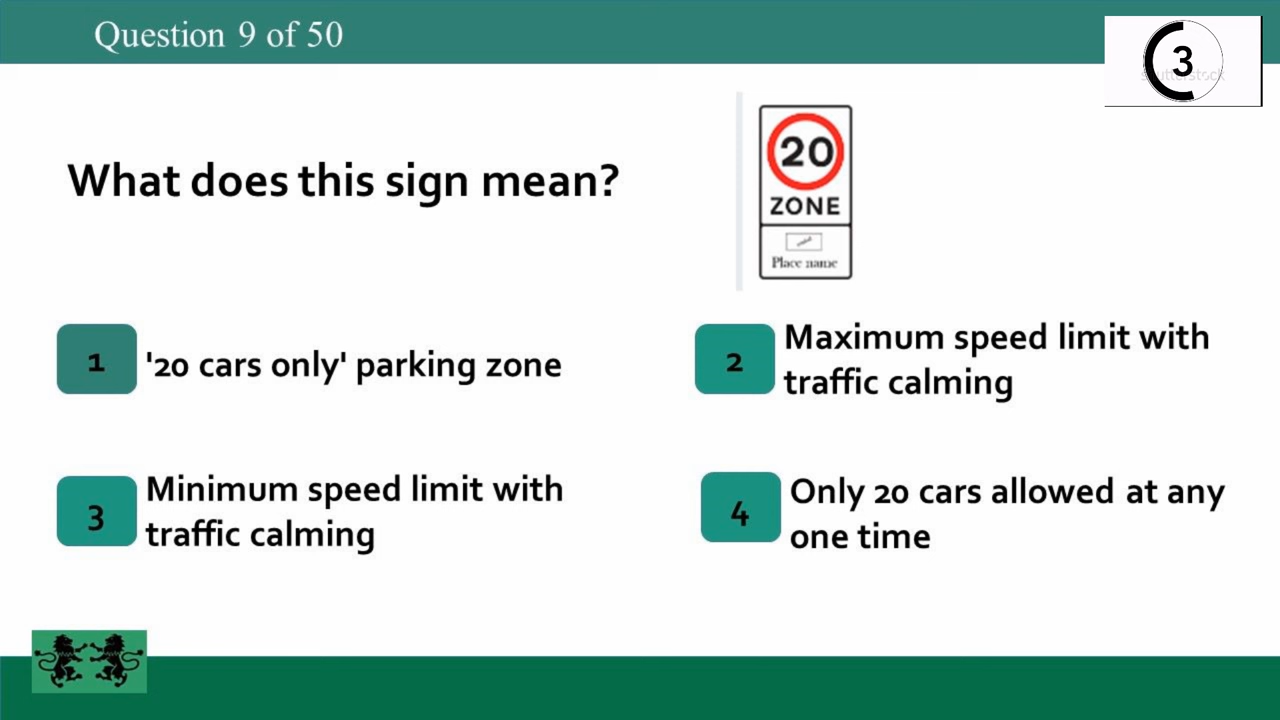 Question 9 of 50
3
shutterstock
What does this sign mean?
20
ZONE
Place name
1
'20 cars only' parking zone
2
Maximum speed limit with
traffic calming
3
Minimum speed limit with
traffic calming
4
Only 20 cars allowed at any
one time